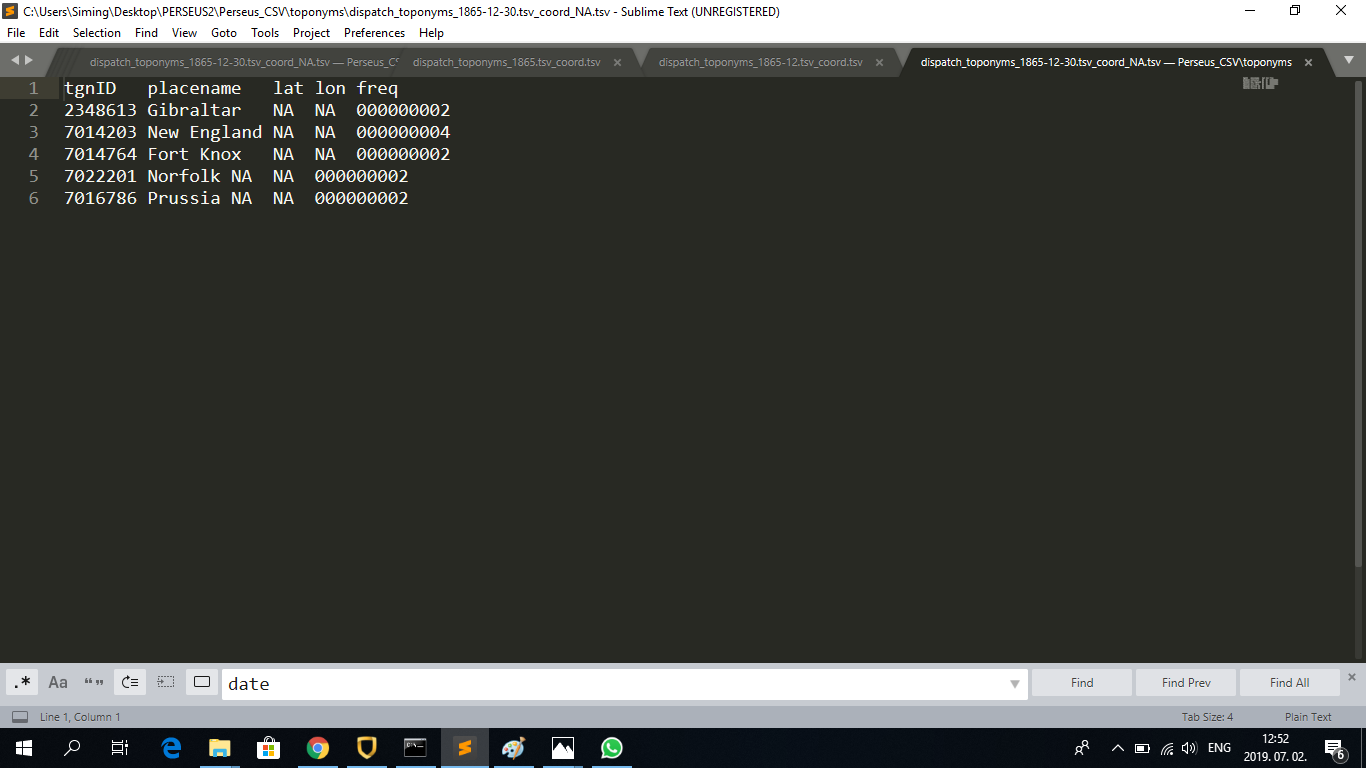 C:\Users\Siming\Desktop\PERSEUS2\Perseus_CSV\toponyms\dispatch_toponyms_1865-12-30.tsv_coord_NA.tsv - Sublime Text (UNREGISTERED)
File Edit Selection Find View Goto Tools Project Preferences Help
dispatch_toponyms_1865-12-30.tsv_coord_NA.tsv — Perseus_CS dispatch_toponyms_1865.tsv_coord.tsv dispatch_toponyms_1865-12.tsv_coord.tsv dispatch_toponyms_1865-12-30.tsv_coord_NA.tsv — Perseus_CSV\toponyms
1 tgnID placename lat lon freq
2 2348613 Gibraltar NA NA 000000002
3 7014203 New England NA NA 000000004
4 7014764 Fort Knox NA NA 000000002
5 7022201 Norfolk NA NA 000000002
6 7016786 Prussia NA NA 000000002
.* Aa “” date Find Find Prev Find All
Line 1, Column 1 Tab Size: 4 Plain Text
ENG 12:52
2019. 07. 02. 6